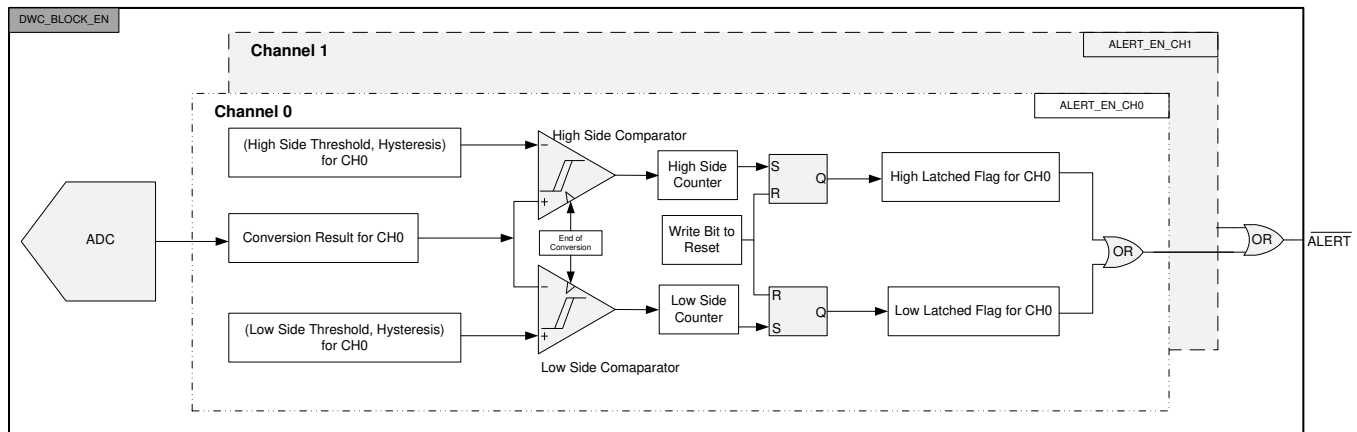 DWC_BLOCK_EN
Channel 1
ALERT_EN_CH1
Channel 0
ALERT_EN_CH0
(High Side Threshold, Hysteresis)
for CH0
High Side Comparator
−
+
High Side
Counter
S
R
Q
High Latched Flag for CH0
ADC
Conversion Result for CH0
End of
Conversion
Write Bit to
Reset
OR
OR
ALERT
(Low Side Threshold, Hysteresis)
for CH0
−
+
Low Side
Counter
R
S
Q
Low Latched Flag for CH0
Low Side Comaparator